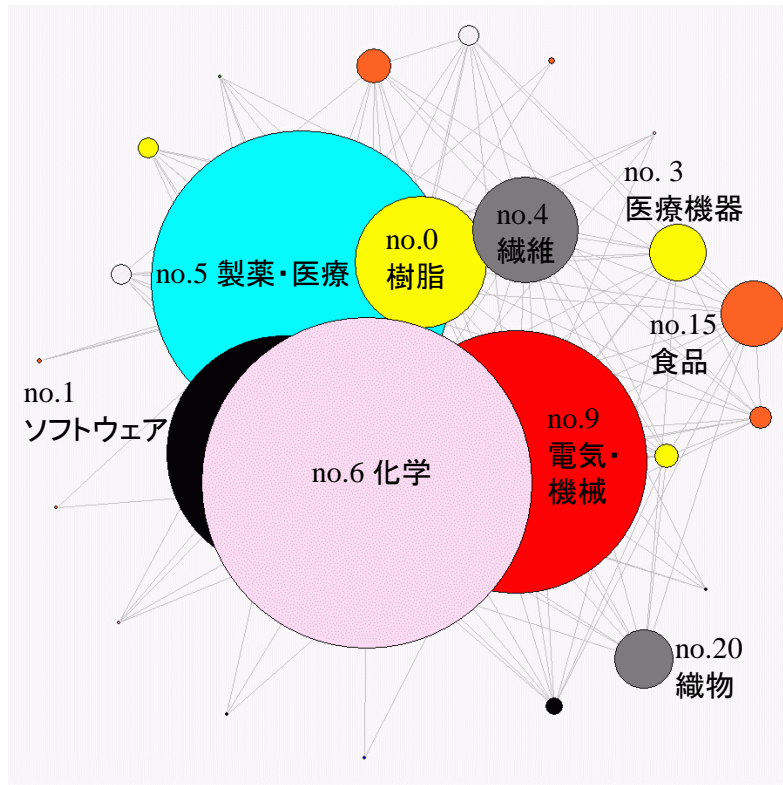 no. 3
医療機器
no.4
繊維
no.0
樹脂
no.5 製薬・医療
no.15
食品
no.1
ソフトウェア
no.9
電気・
機械
no.6 化学
no.20
織物